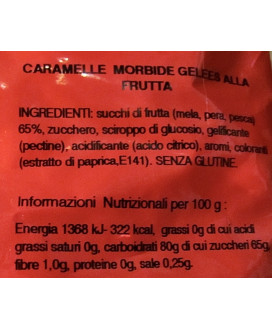 CARAMELLE MORBIDE GELEES ALLA
FRUTTA
INGREDIENTI: succhi di frutta (mela, pera, pesca)
65%, zucchero, sciroppo di glucosio, gelificante
(pectine), acidificante (acido citrico), aromi, coloranti
(estratto di paprica,E141). SENZA GLUTINE.
Informazioni Nutrizionali per 100 g :
Energia 1368 kJ- 322 kcal, grassi 0g di cui acidi
grassi saturi 0g, carboidrati 80g di cui zuccheri 65g,
fibre 1,0g, proteine 0g, sale 0,25g.